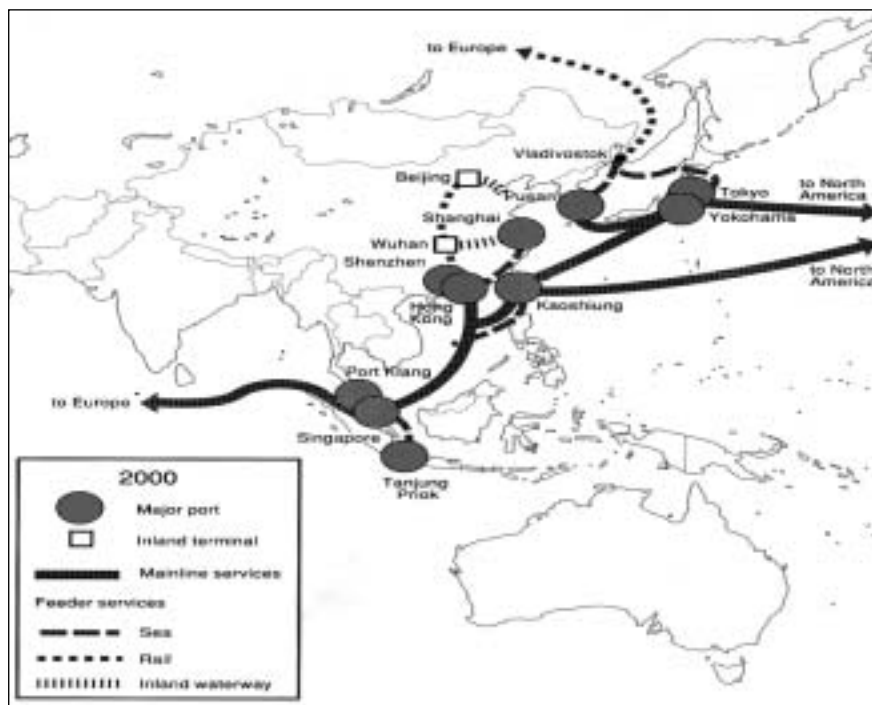 to Europe
Vladivostok
Beijing
Pusan
Tokyo
to North
America
Shanghai
Yokohama
Wuhan
Shenzhen
to North
America
Hong
Kong
Kaoshiung
Port Klang
to Europe
Singapore
Tanjung
Priok
2000
Major port
Inland terminal
Mainline services
Feeder services
Sea
Rail
Inland waterway